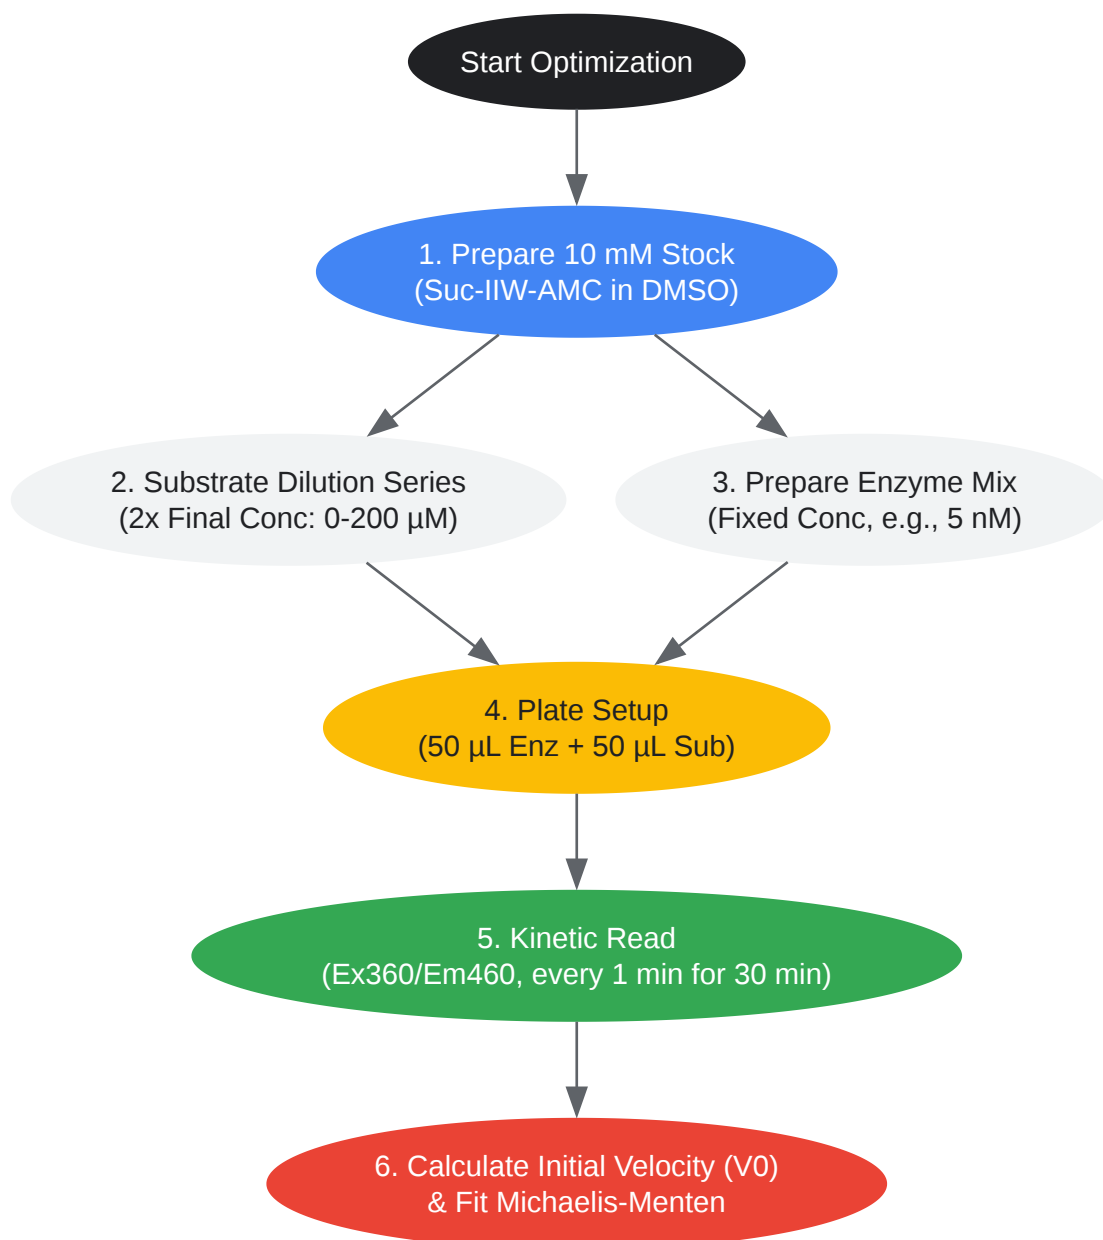 Start Optimization
1. Prepare 10 mM Stock
(Suc-IIW-AMC in DMSO)
2. Substrate Dilution Series
(2x Final Conc: 0-200 µM)
3. Prepare Enzyme Mix
(Fixed Conc, e.g., 5 nM)
4. Plate Setup
(50 µL Enz + 50 µL Sub)
5. Kinetic Read
(Ex360/Em460, every 1 min for 30 min)
6. Calculate Initial Velocity (V0)
& Fit Michaelis-Menten